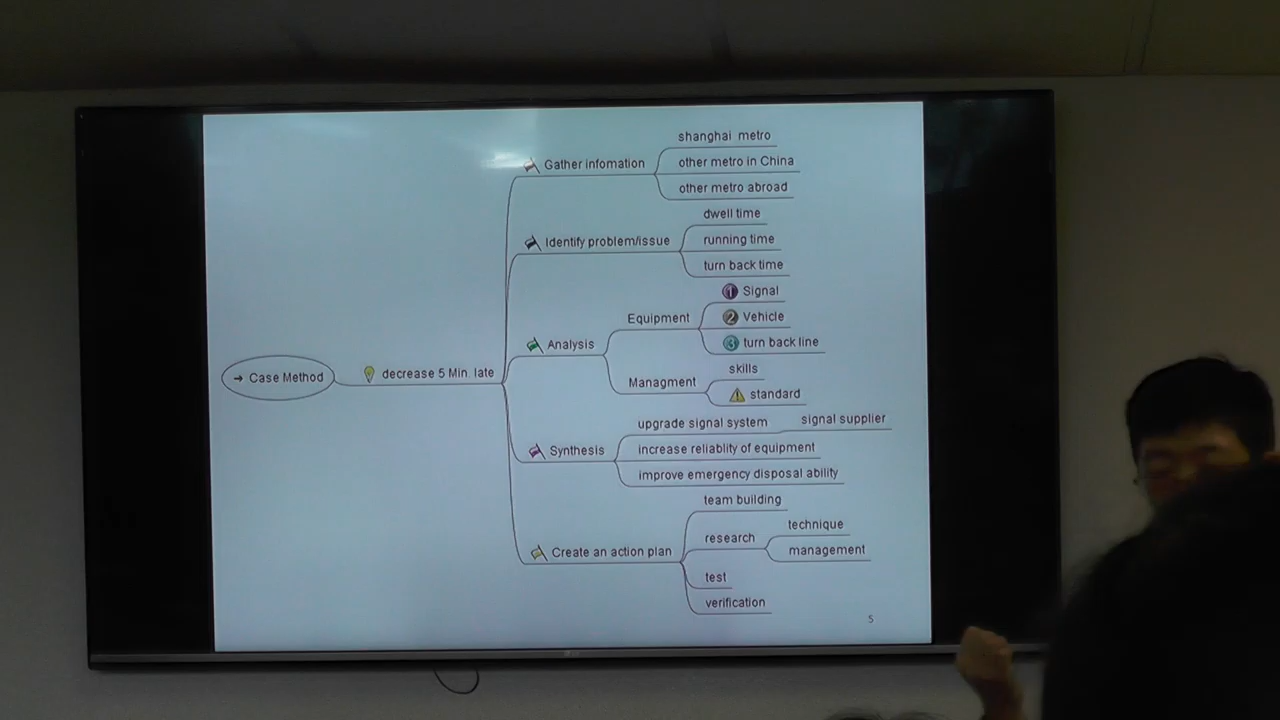 shanghai metro
Gather infomation
other metro in China
other metro abroad
dwell time
Identify problem/issue
running time
turn back time
1 Signal
Equipment
2 Vehicle
3 turn back line
Analysis
skills
Managment
standard
→ Case Method
decrease 5 Min. late
upgrade signal system
signal supplier
Synthesis
increase reliablity of equipment
improve emergency disposal ability
team building
technique
research
management
Create an action plan
test
verification
5